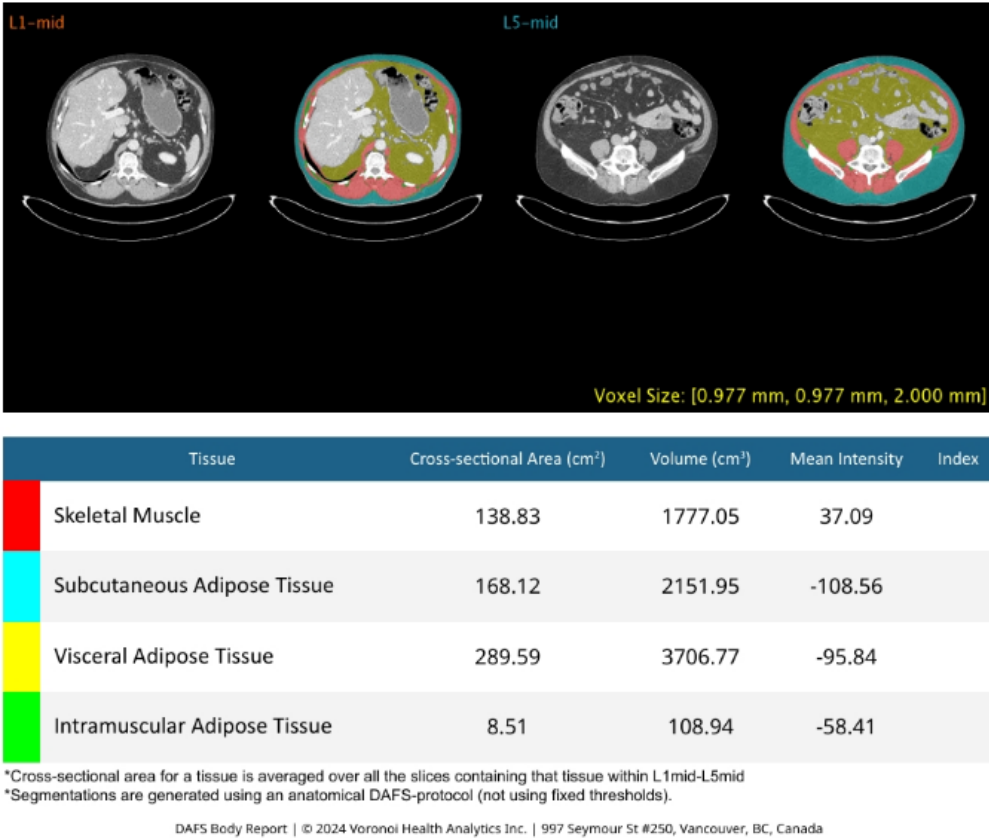 L1-mid L5-mid
Voxel Size: [0.977 mm, 0.977 mm, 2.000 mm]
Tissue Cross-sectional Area (cm²) Volume (cm³) Mean Intensity Index
Skeletal Muscle 138.83 1777.05 37.09
Subcutaneous Adipose Tissue 168.12 2151.95 -108.56
Visceral Adipose Tissue 289.59 3706.77 -95.84
Intramuscular Adipose Tissue 8.51 108.94 -58.41
*Cross-sectional area for a tissue is averaged over all the slices containing that tissue within L1mid-L5mid
*Segmentations are generated using an anatomical DAFS-protocol (not using fixed thresholds).
DAFS Body Report | © 2024 Voronoi Health Analytics Inc. | 997 Seymour St #250, Vancouver, BC, Canada